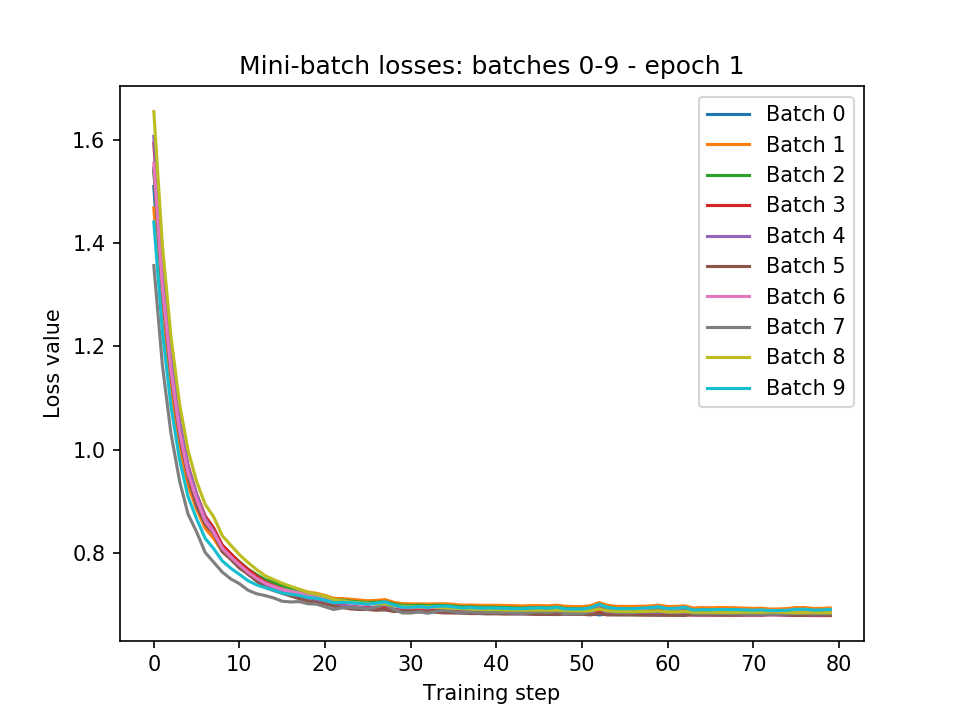 Mini-batch losses: batches 0-9 - epoch 1
Loss value
1.6
1.4
1.2
1.0
0.8
Batch 0
Batch 1
Batch 2
Batch 3
Batch 4
Batch 5
Batch 6
Batch 7
Batch 8
Batch 9
0 10 20 30 40 50 60 70 80
Training step